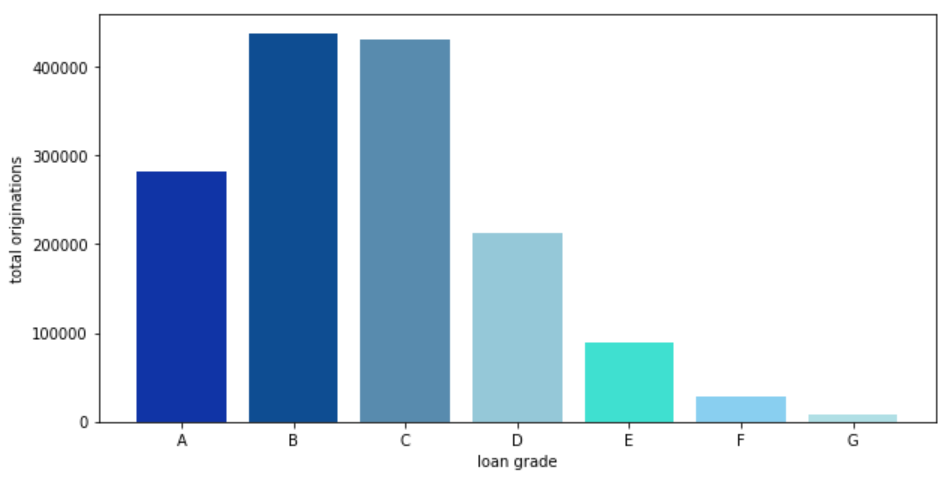 400000
300000
200000
100000
0
total originations
A B C D E F G
loan grade